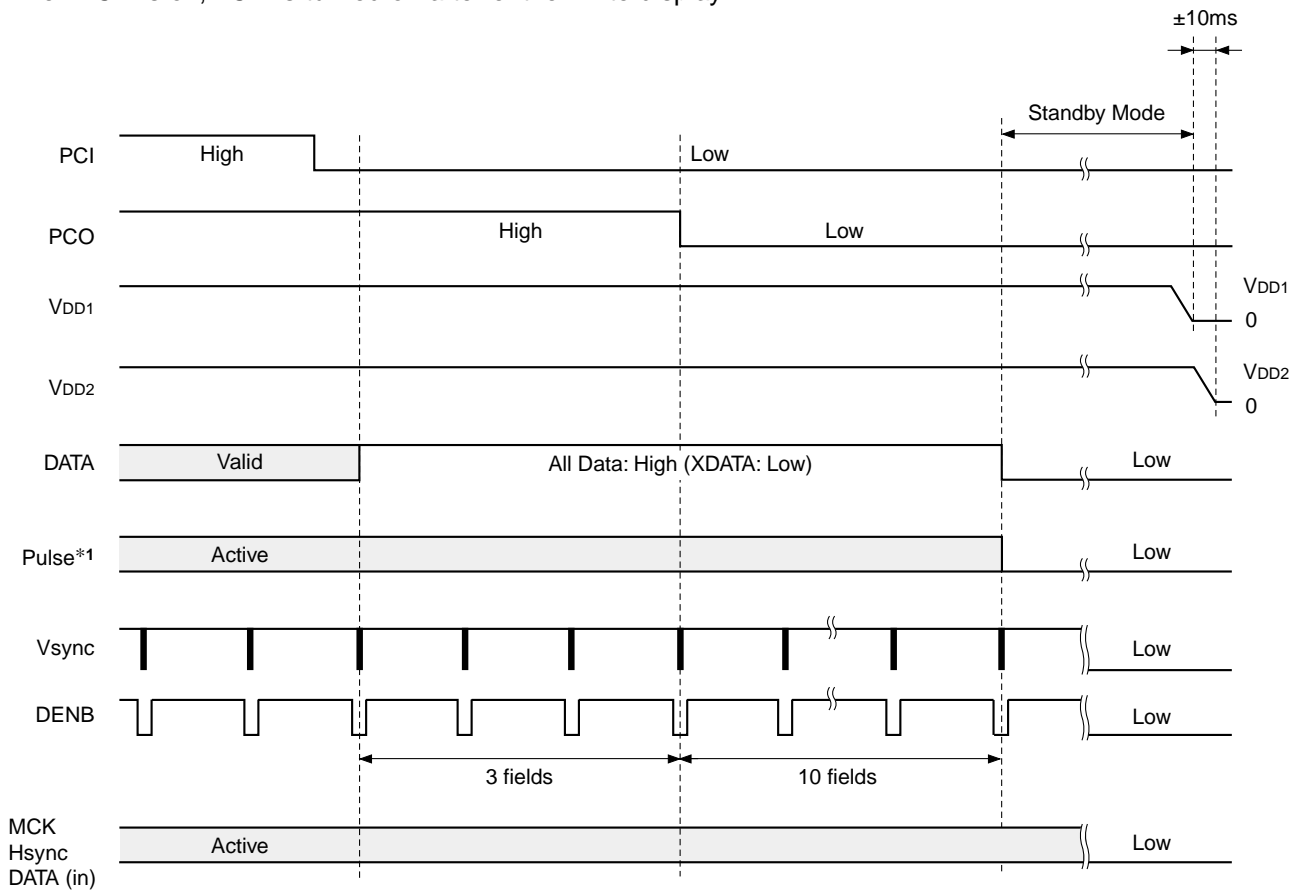 ±10ms
Standby Mode
PCI High Low
PCO High Low
VDD1 VDD1
0
VDD2 VDD2
0
DATA Valid All Data: High (XDATA: Low) Low
Pulse*1 Active Low
Vsync Low
DENB Low
3 fields 10 fields
MCK
Hsync Active Low
DATA (in)